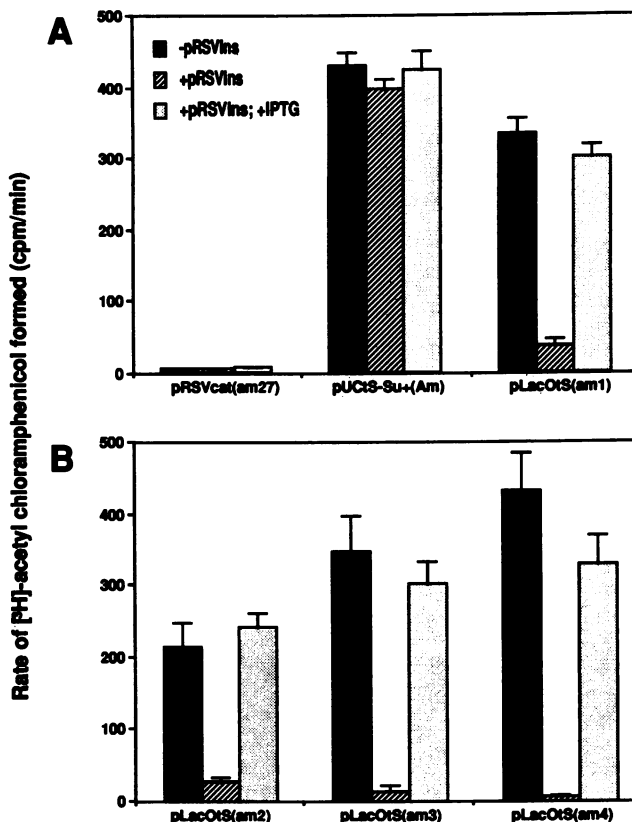 A
500
-pRSVIns
+pRSVIns
+pRSVIns; +IPTG
400
300
200
100
0
pRSVcat(am27) pUCtS-Su+(Am) pLacOtS(am1)
Rate of [³H]-acetyl chloramphenicol formed (cpm/min)
B
500
400
300
200
100
0
pLacOtS(am2) pLacOtS(am3) pLacOtS(am4)